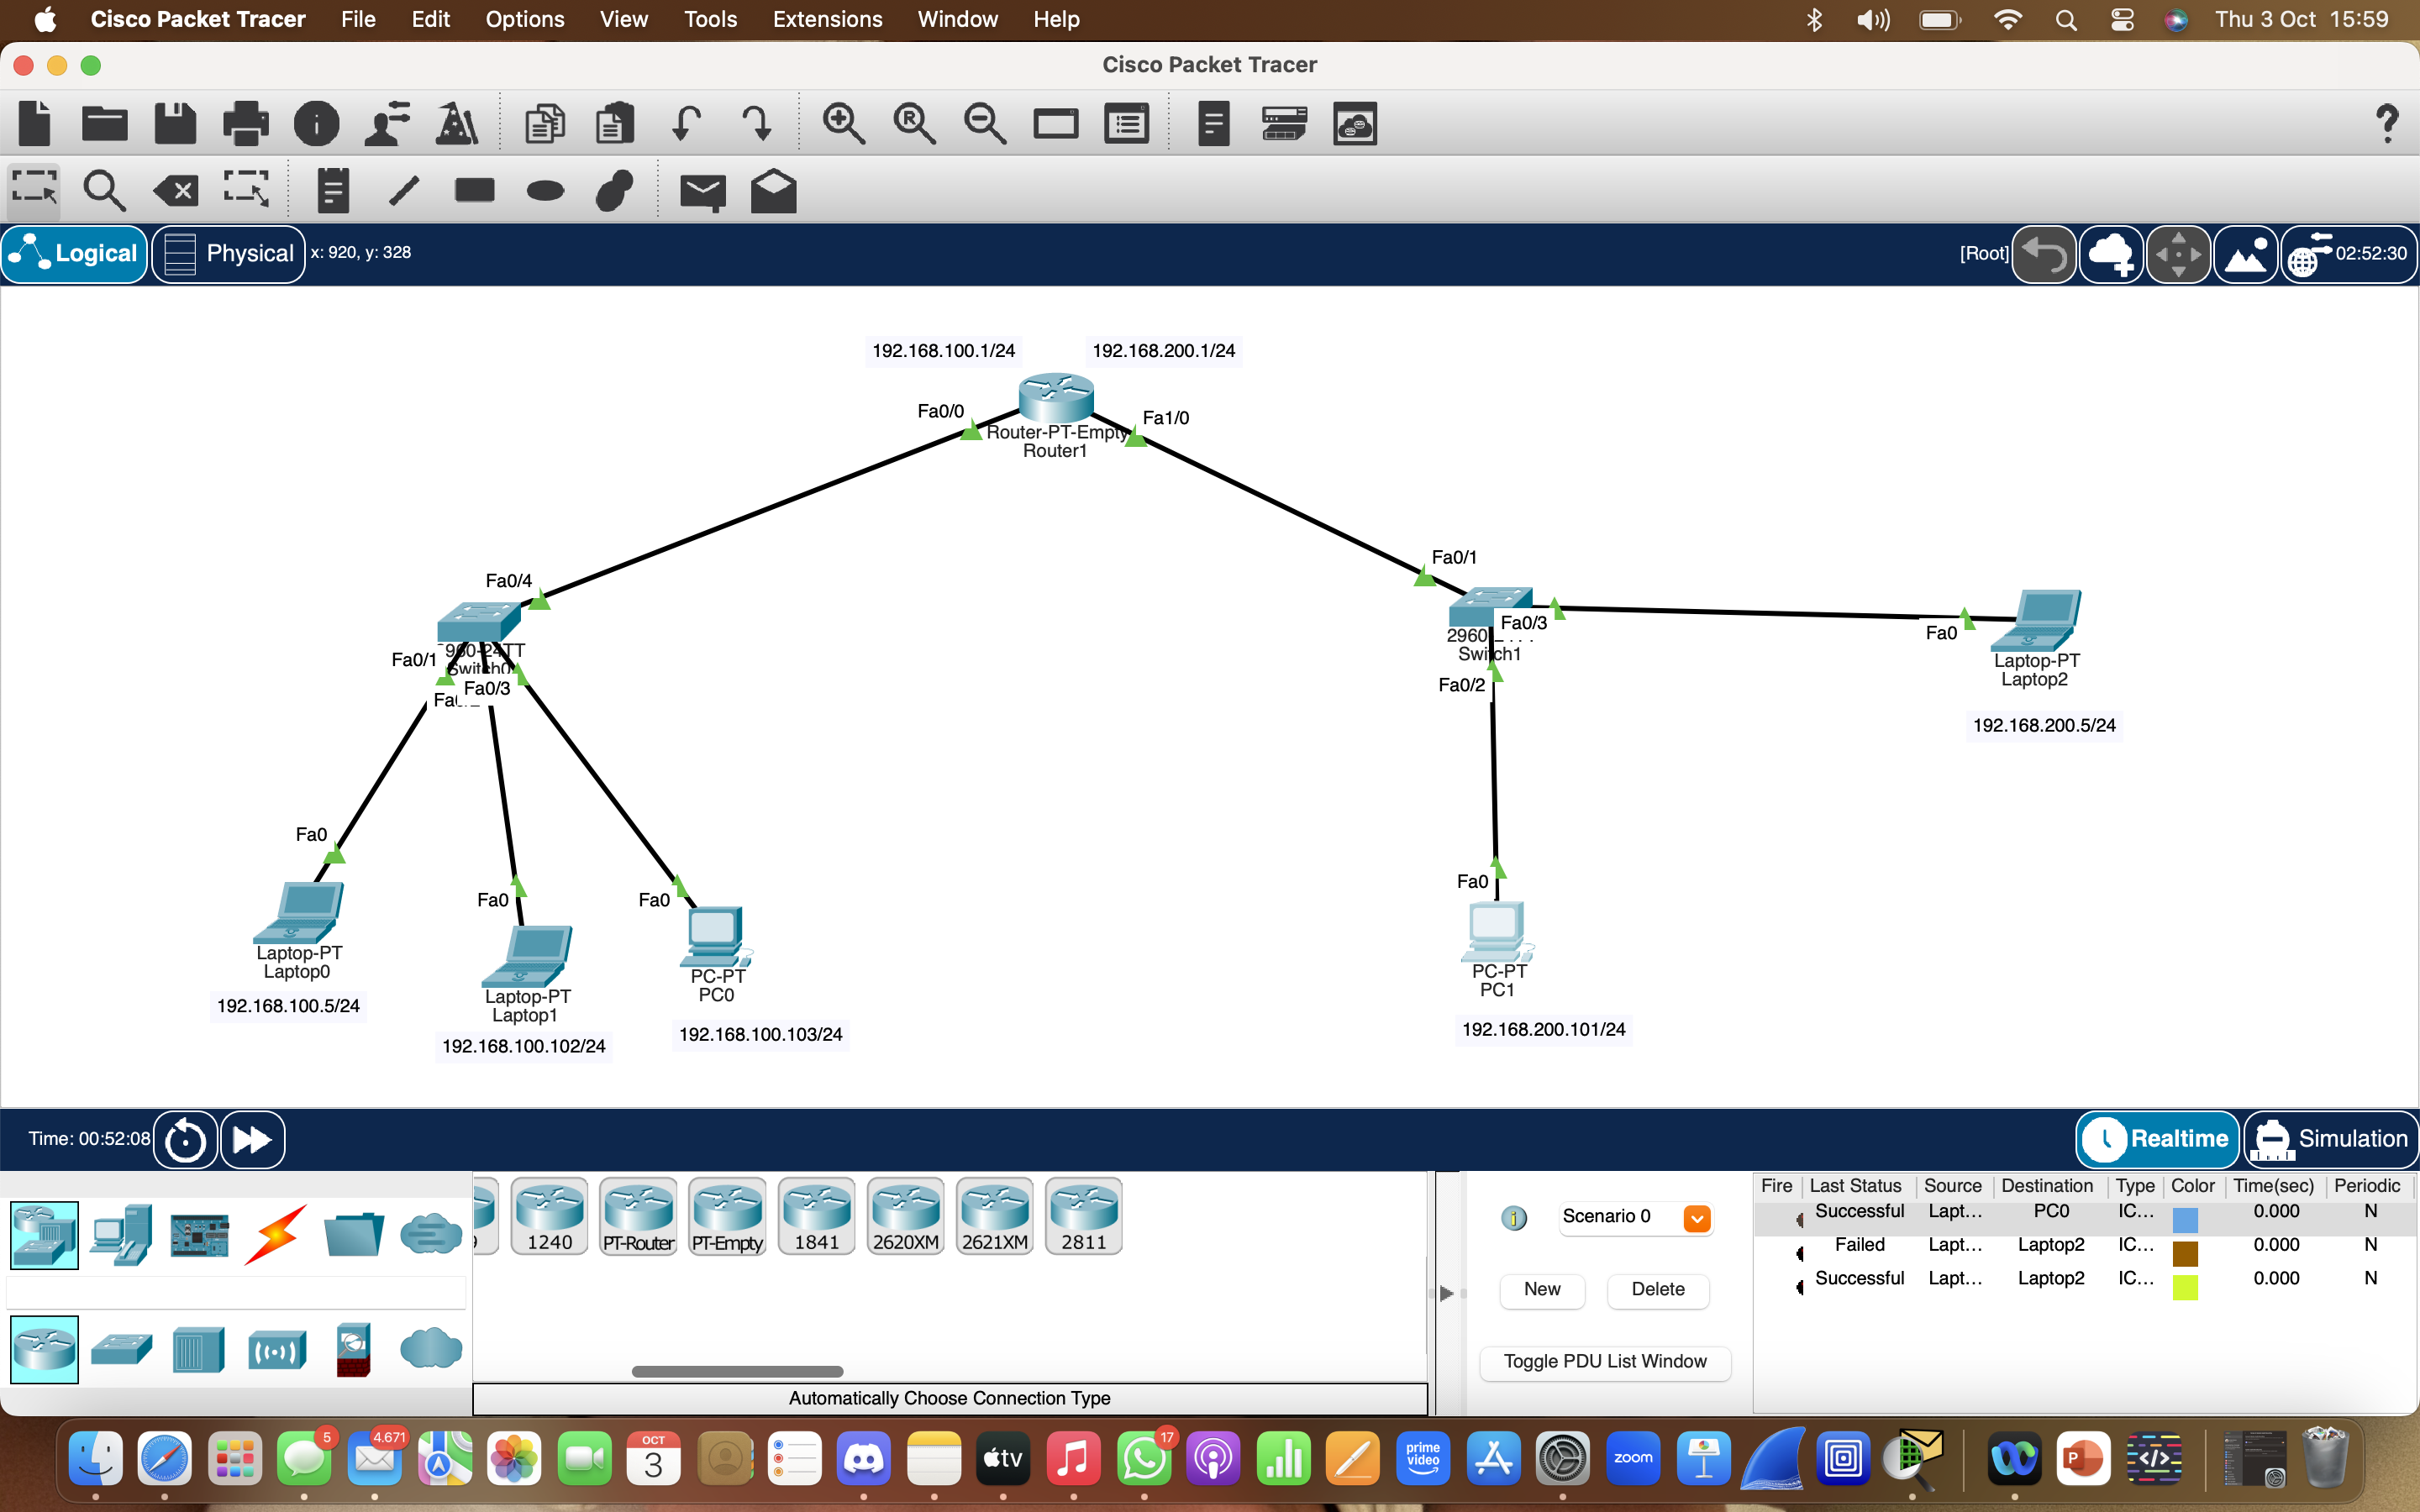 Cisco Packet Tracer File Edit Options View Tools Extensions Window Help Thu 3 Oct 15:59
Cisco Packet Tracer
Logical Physical x: 920, y: 328 [Root] 02:52:30
192.168.100.1/24 192.168.200.1/24
Fa0/0 Fa1/0
Router-PT-Empty
Router1
Fa0/4 Fa0/1
Fa0/3
2960
Switch1
960-24TT
Switch0
Fa0/1
Fa0/3
Fa0/2
Fa0
Laptop-PT
Laptop2
192.168.200.5/24
Fa0
Laptop-PT
Laptop0
192.168.100.5/24
Fa0
Laptop-PT
Laptop1
192.168.100.102/24
Fa0
PC-PT
PC0
192.168.100.103/24
Fa0
PC-PT
PC1
192.168.200.101/24
Time: 00:52:08 Realtime Simulation
1240 PT-Router PT-Empty 1841 2620XM 2621XM 2811
Automatically Choose Connection Type
Scenario 0
New Delete
Toggle PDU List Window
Fire Last Status Source Destination Type Color Time(sec) Periodic
Successful Lapt... PC0 IC... 0.000 N
Failed Lapt... Laptop2 IC... 0.000 N
Successful Lapt... Laptop2 IC... 0.000 N
5 4.671 OCT 3 tv 17 prime video zoom P </>